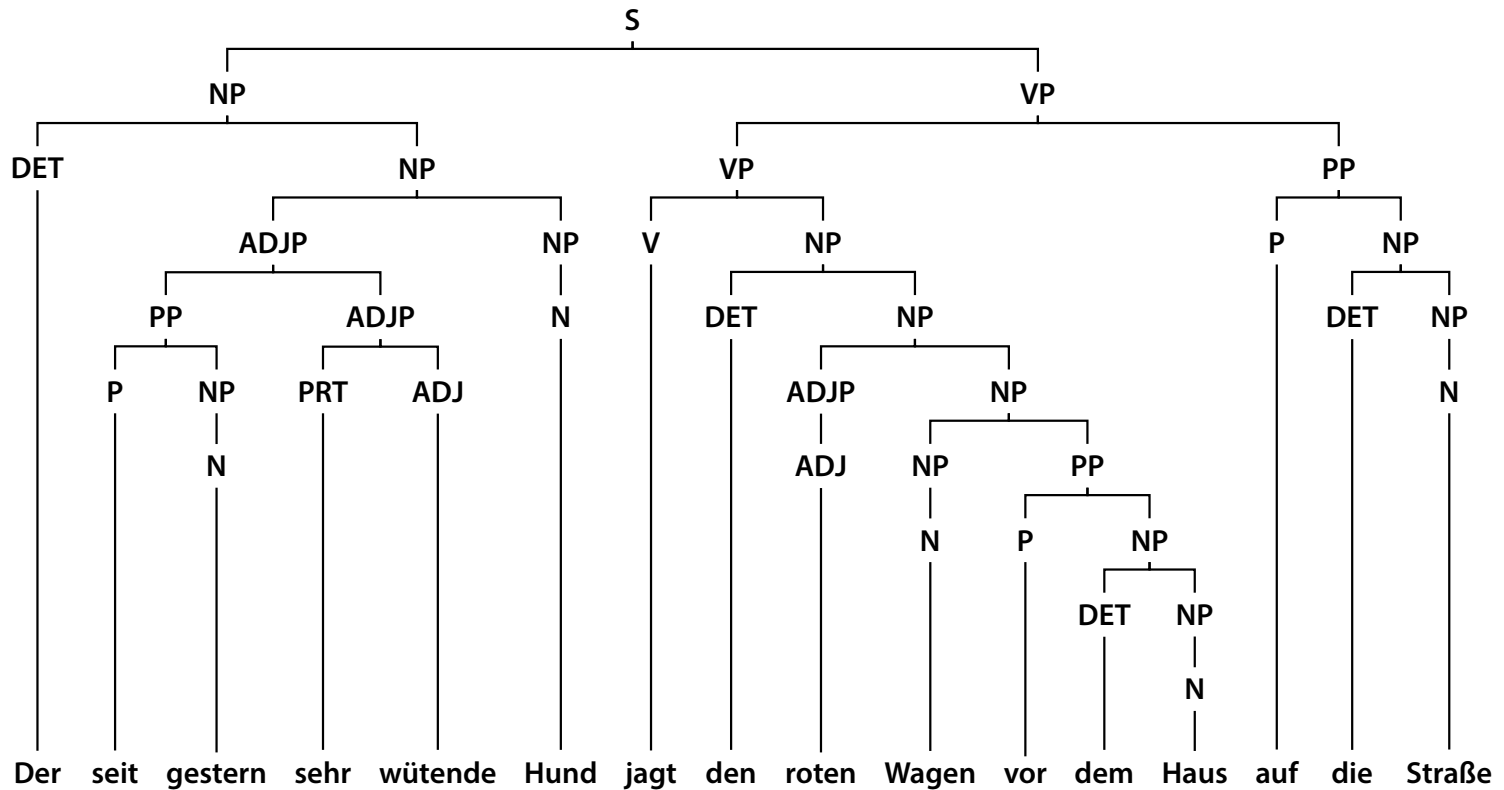 S
NP VP
DET NP VP PP
ADJP NP V NP P NP
PP ADJP N DET NP DET NP
P NP PRT ADJ ADJP NP N
N ADJ NP PP
N P NP
DET NP
N
Der seit gestern sehr wütende Hund jagt den roten Wagen vor dem Haus auf die Straße